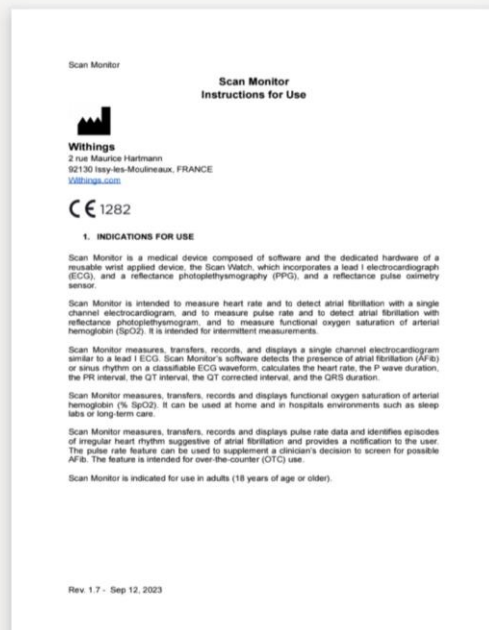 Scan Monitor
Scan Monitor
Instructions for Use
Withings
2 rue Maurice Hartmann
92130 Issy-les-Moulineaux, FRANCE
Withings.com
CE 1282
1. INDICATIONS FOR USE
Scan Monitor is a medical device composed of software and the dedicated hardware of a
reusable wrist applied device, the Scan Watch, which incorporates a lead I electrocardiograph
(ECG), and a reflectance photoplethysmography (PPG), and a reflectance pulse oximetry
sensor.
Scan Monitor is intended to measure heart rate and to detect atrial fibrillation with a single
channel electrocardiogram, and to measure pulse rate and to detect atrial fibrillation with
reflectance photoplethysmogram, and to measure functional oxygen saturation of arterial
hemoglobin (SpO2). It is intended for intermittent measurements.
Scan Monitor measures, transfers, records, and displays a single channel electrocardiogram
similar to a lead I ECG. Scan Monitor's software detects the presence of atrial fibrillation (AFib)
or sinus rhythm on a classifiable ECG waveform, calculates the heart rate, the P wave duration,
the PR interval, the QT interval, the QT corrected interval, and the QRS duration.
Scan Monitor measures, transfers, records and displays functional oxygen saturation of arterial
hemoglobin (% SpO2). It can be used at home and in hospitals environments such as sleep
labs or long-term care.
Scan Monitor measures, transfers, records and displays pulse rate data and identifies episodes
of irregular heart rhythm suggestive of atrial fibrillation and provides a notification to the user.
The pulse rate feature can be used to supplement a clinician's decision to screen for possible
AFib. The feature is intended for over-the-counter (OTC) use.
Scan Monitor is indicated for use in adults (18 years of age or older).
Rev. 1.7 - Sep 12, 2023